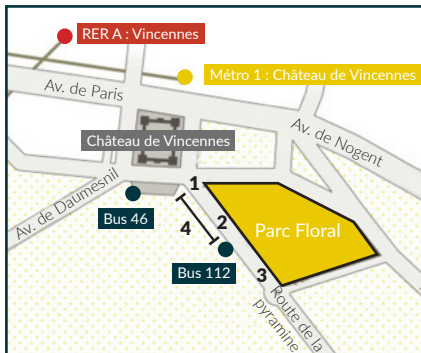 RER A : Vincennes
Métro 1 : Château de Vincennes
Av. de Paris
Av. de Nogent
Château de Vincennes
Av. de Daumesnil
1
Bus 46
2
4
Parc Floral
Bus 112
3
Route de la
pyramine